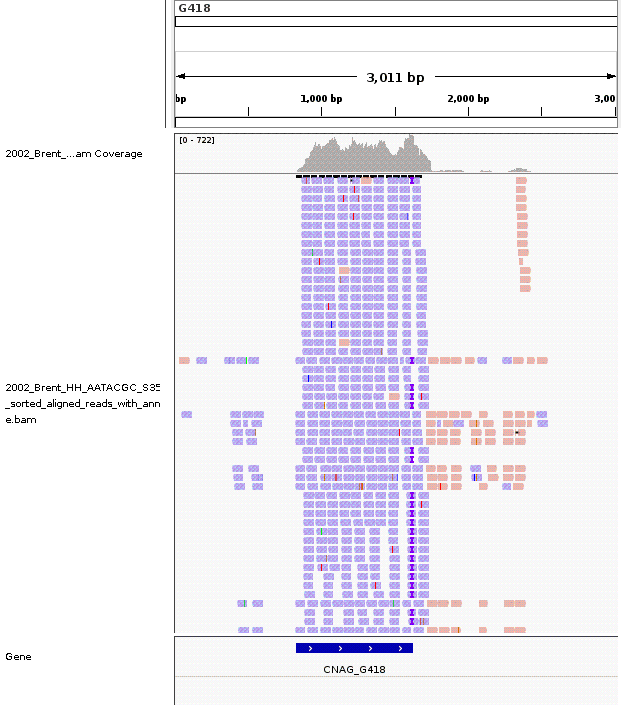 G418
3,011 bp
bp 1,000 bp 2,000 bp 3,00
[0 - 722]
2002_Brent_...am Coverage
2002_Brent_HH_AATACGC_S35
_sorted_aligned_reads_with_ann
e.bam
Gene
CNAG_G418